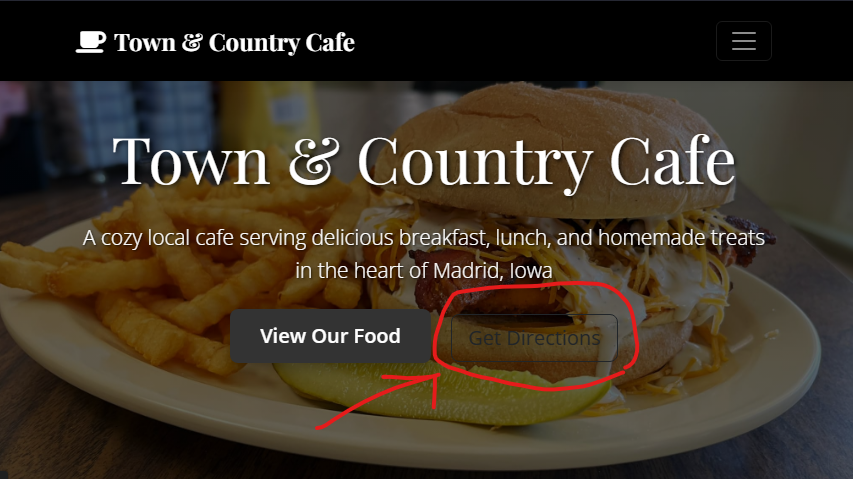 Town & Country Cafe
Town & Country Cafe
A cozy local cafe serving delicious breakfast, lunch, and homemade treats
in the heart of Madrid, Iowa
View Our Food
Get Directions